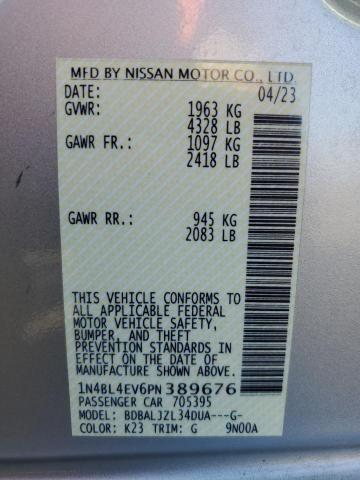 MFD BY NISSAN MOTOR CO., LTD.
DATE: 04/23
GVWR: 1963 KG
4328 LB
GAWR FR.: 1097 KG
2418 LB
GAWR RR.: 945 KG
2083 LB
THIS VEHICLE CONFORMS TO
ALL APPLICABLE FEDERAL
MOTOR VEHICLE SAFETY,
BUMPER, AND THEFT
PREVENTION STANDARDS
IN EFFECT ON THE DATE OF
MANUFACTURE SHOWN ABOVE.
1N4BL4EV6PN389676
PASSENGER CAR 705395
MODEL: BDBALJZL34DUA---G-
COLOR: K23 TRIM: G 9N00A